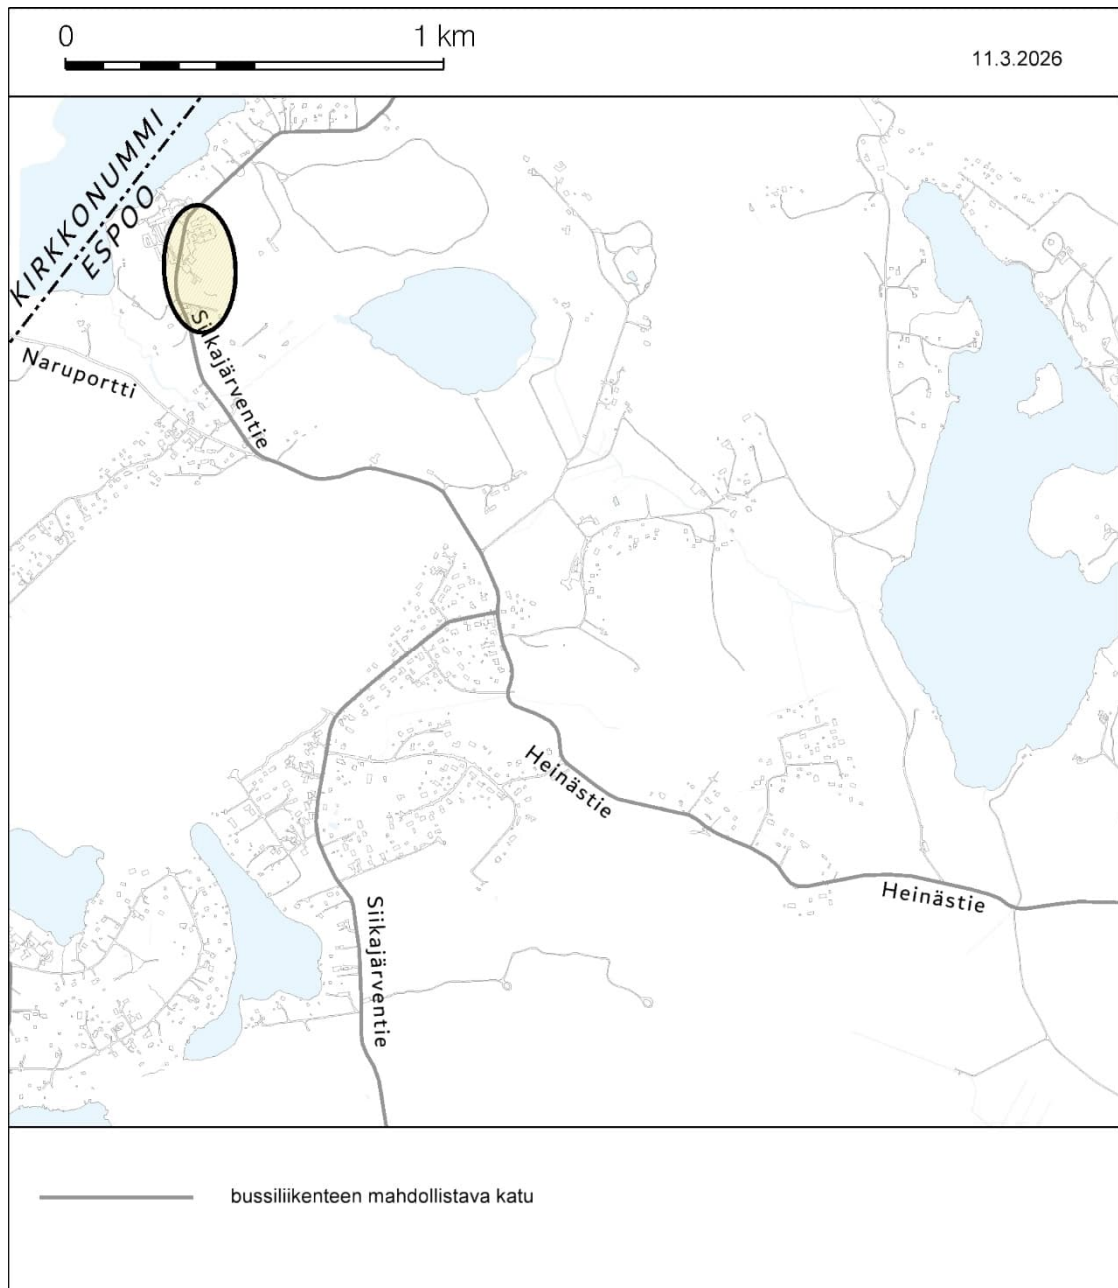 0 1 km
11.3.2026
KIRKKONUMMI
ESPOO
Naruportti
Siikajärventie
Heinästie
Heinästie
Siikajärventie
bussiliikenteen mahdollistava katu